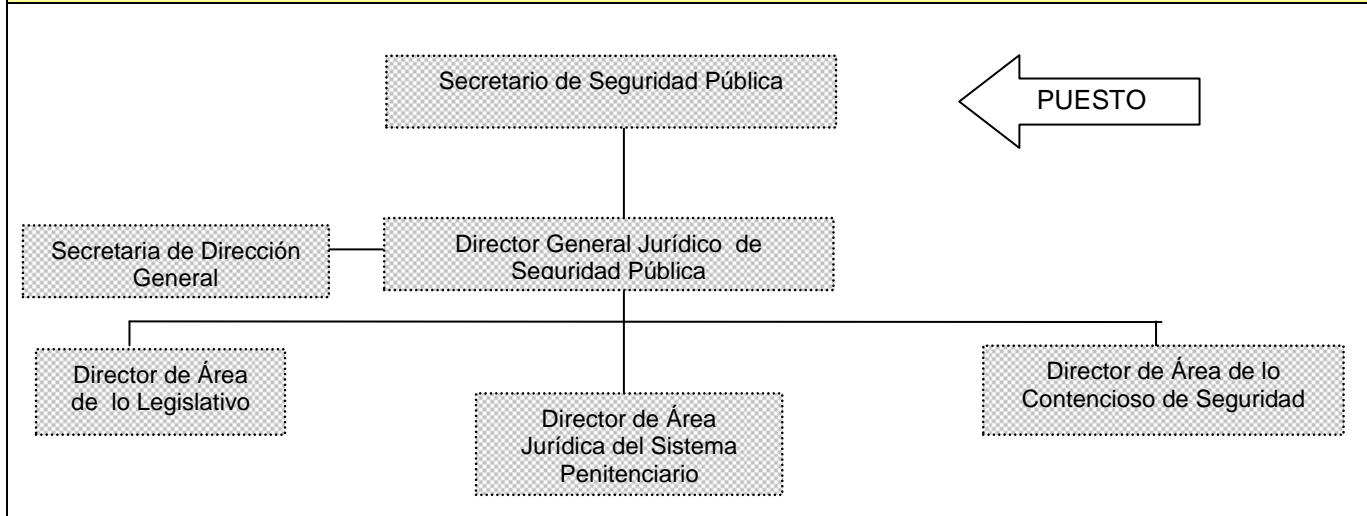 Secretario de Seguridad Pública
PUESTO
Secretaria de Dirección
General
Director General Jurídico de
Seguridad Pública
Director de Área
de lo Legislativo
Director de Área
Jurídica del Sistema
Penitenciario
Director de Área de lo
Contencioso de Seguridad